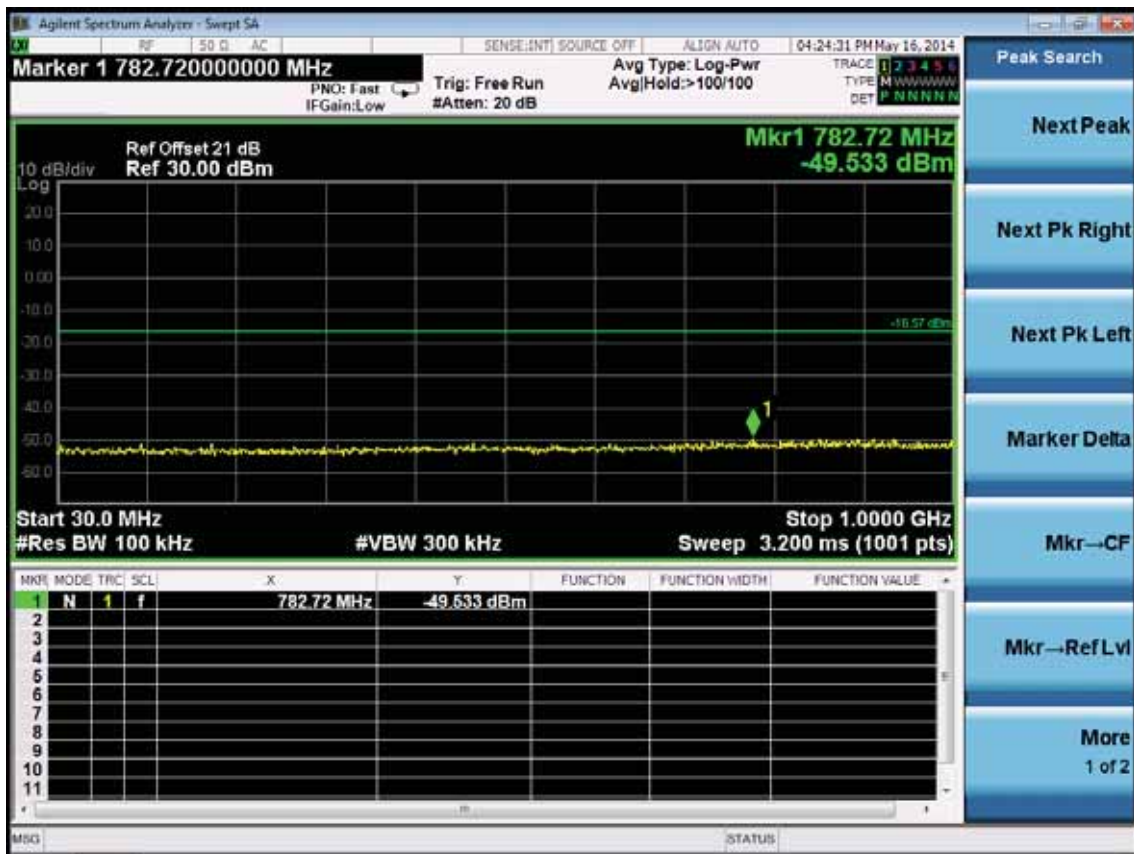 Agilent Spectrum Analyzer - Swept SA
RF 50 Ω AC SENSE:INT SOURCE OFF ALIGN AUTO 04:24:31 PM May 16, 2014
Marker 1 782.720000000 MHz
PNO: Fast
IFGain:Low
Trig: Free Run
#Atten: 20 dB
Avg Type: Log-Pwr
Avg|Hold:>100/100
TRACE 1 2 3 4 5 6
TYPE M WWWWW
DET P N N N N N
Peak Search
Next Peak
Next Pk Right
Next Pk Left
Marker Delta
Mkr→CF
Mkr→Ref Lvl
More
1 of 2
Mkr1 782.72 MHz
-49.533 dBm
Ref Offset 21 dB
10 dB/div Ref 30.00 dBm
Log
20.0
10.0
0.00
-10.0
-16.57 dBm
-20.0
-30.0
-40.0
1
-50.0
-60.0
Start 30.0 MHz Stop 1.0000 GHz
#Res BW 100 kHz #VBW 300 kHz Sweep 3.200 ms (1001 pts)
MKR MODE TRC SCL X Y FUNCTION FUNCTION WIDTH FUNCTION VALUE
1 N 1 f 782.72 MHz -49.533 dBm
2
3
4
5
6
7
8
9
10
11
MSG STATUS